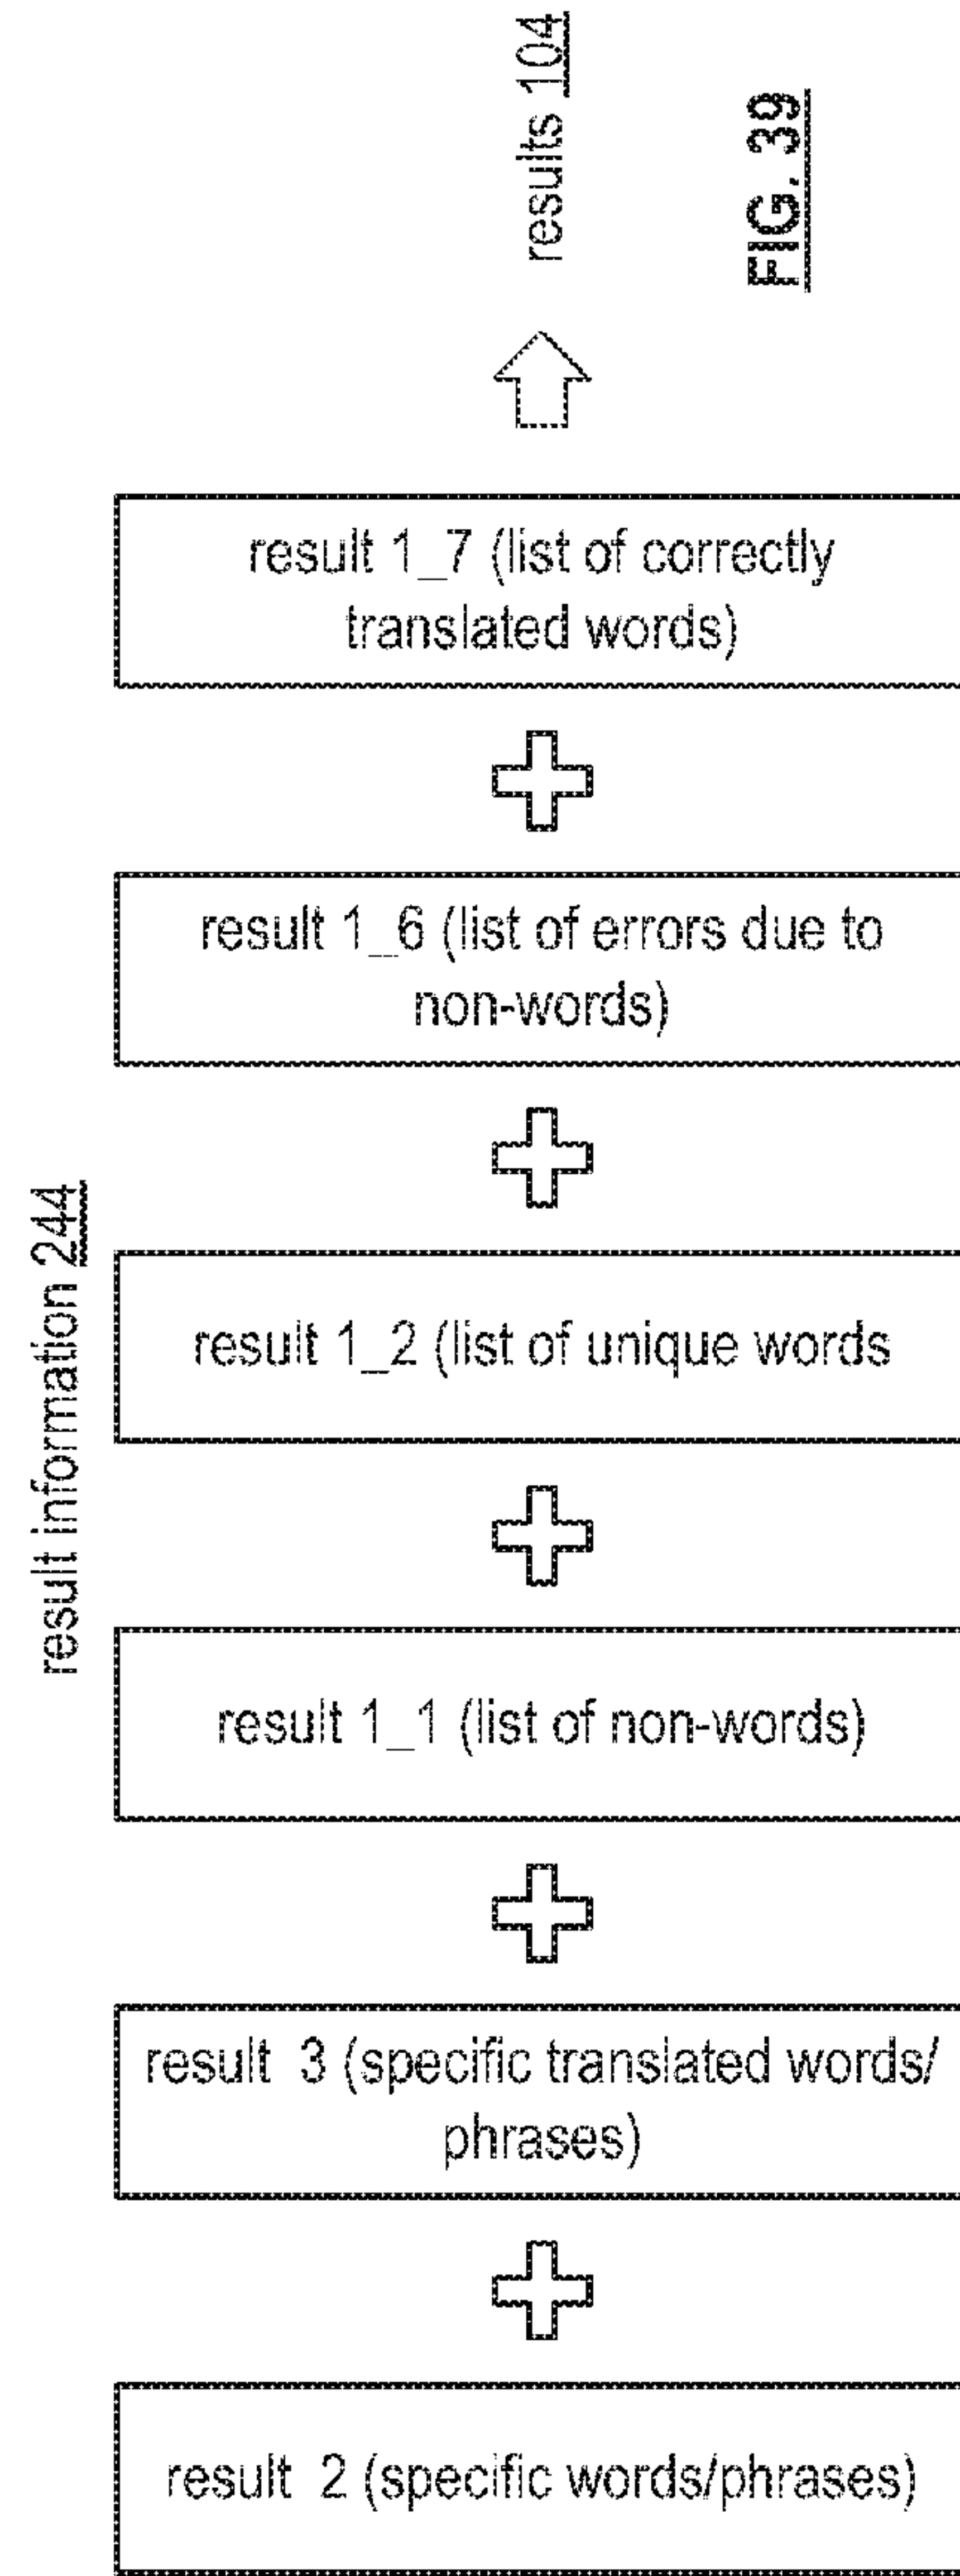 results 104
FIG. 39
result 1_7 (list of correctly
translated words)
result 1_6 (list of errors due to
non-words)
result information 244
result 1_2 (list of unique words
result 1_1 (list of non-words)
result 3 (specific translated words/
phrases)
result 2 (specific words/phrases)